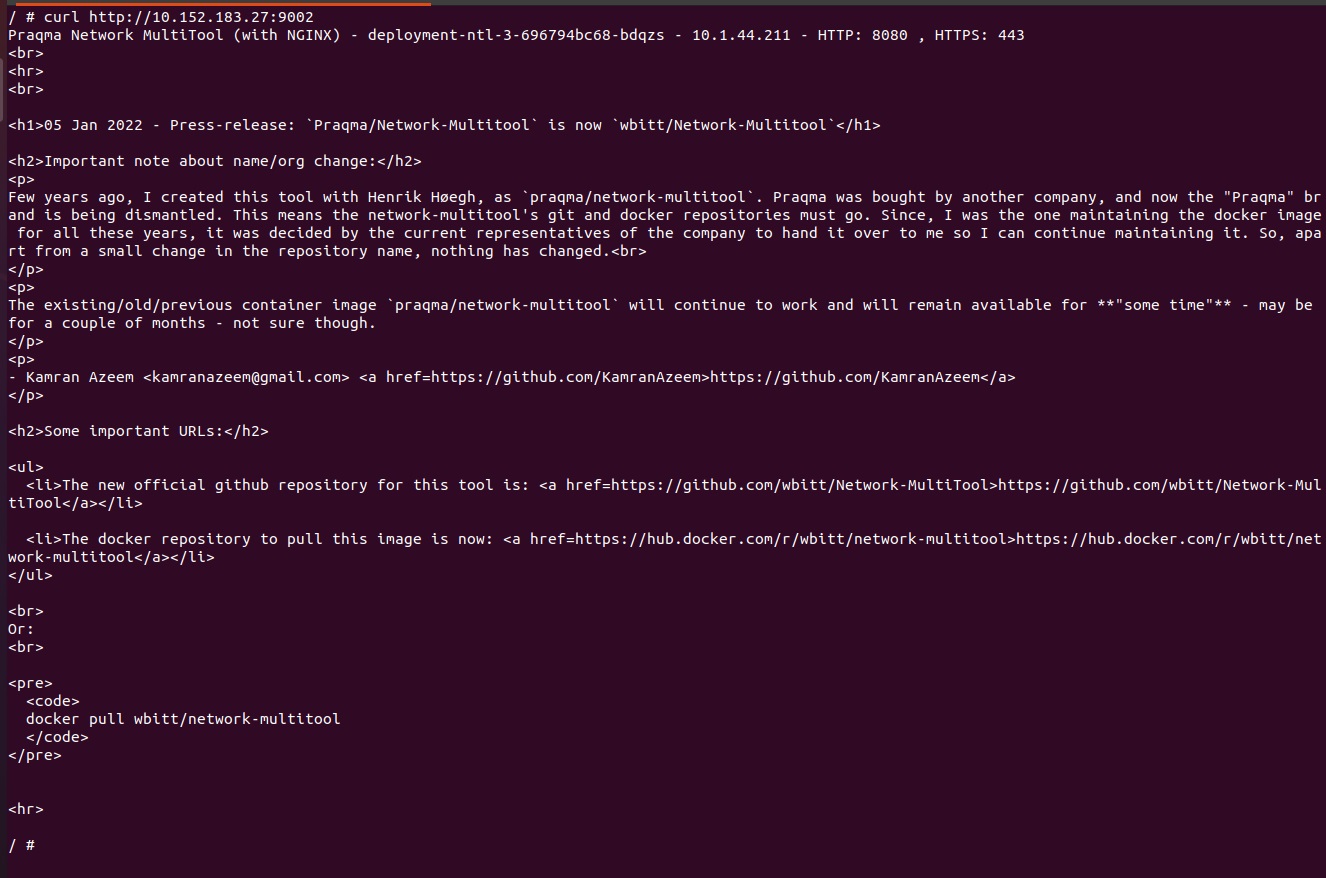 / # curl http://10.152.183.27:9002
Praqma Network MultiTool (with NGINX) - deployment-ntl-3-696794bc68-bdqzs - 10.1.44.211 - HTTP: 8080 , HTTPS: 443
<br>
<hr>
<br>

<h1>05 Jan 2022 - Press-release: `Praqma/Network-Multitool` is now `wbitt/Network-Multitool`</h1>

<h2>Important note about name/org change:</h2>
<p>
Few years ago, I created this tool with Henrik Høegh, as `praqma/network-multitool`. Praqma was bought by another company, and now the "Praqma" br
and is being dismantled. This means the network-multitool's git and docker repositories must go. Since, I was the one maintaining the docker image
 for all these years, it was decided by the current representatives of the company to hand it over to me so I can continue maintaining it. So, apa
rt from a small change in the repository name, nothing has changed.<br>
</p>
<p>
The existing/old/previous container image `praqma/network-multitool` will continue to work and will remain available for **"some time"** - may be
for a couple of months - not sure though.
</p>
<p>
- Kamran Azeem <kamranazeem@gmail.com> <a href=https://github.com/KamranAzeem>https://github.com/KamranAzeem</a>
</p>

<h2>Some important URLs:</h2>

<ul>
  <li>The new official github repository for this tool is: <a href=https://github.com/wbitt/Network-MultiTool>https://github.com/wbitt/Network-Mul
tiTool</a></li>

  <li>The docker repository to pull this image is now: <a href=https://hub.docker.com/r/wbitt/network-multitool>https://hub.docker.com/r/wbitt/net
work-multitool</a></li>
</ul>

<br>
Or:
<br>

<pre>
  <code>
  docker pull wbitt/network-multitool
  </code>
</pre>


<hr>

/ #